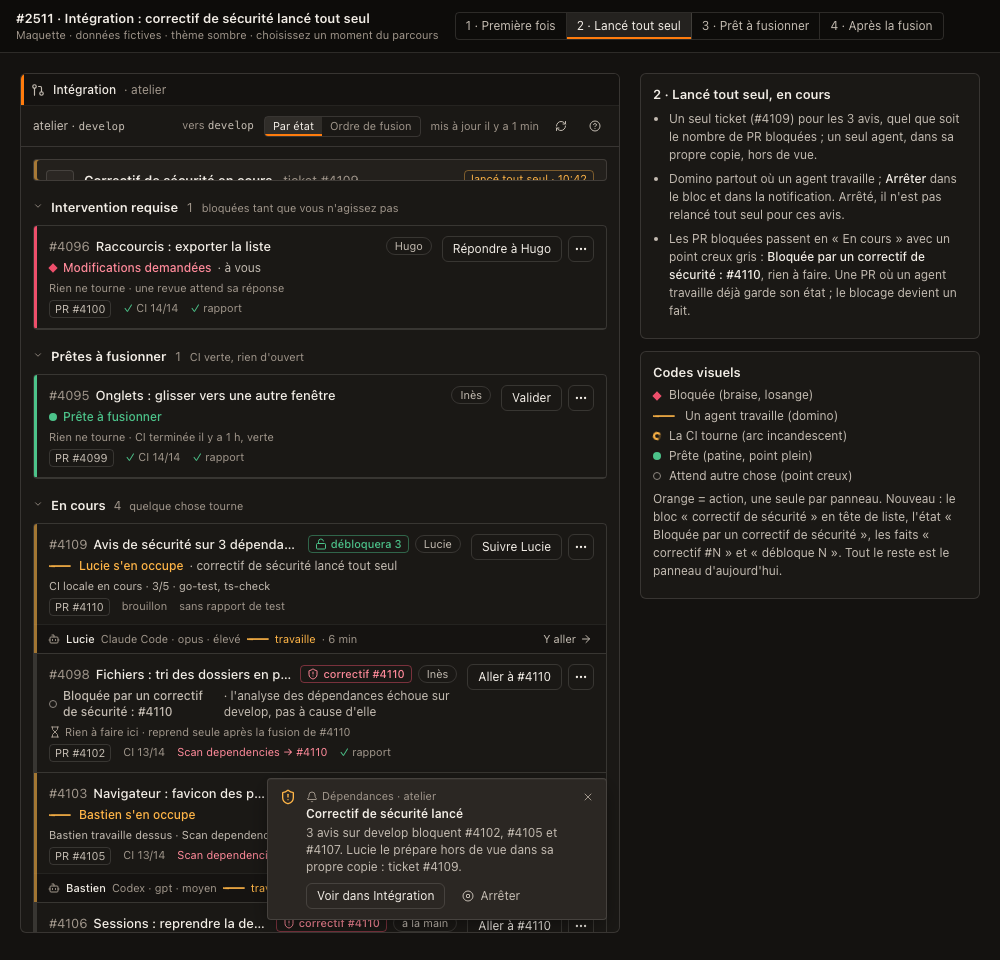 #2511 · Intégration : correctif de sécurité lancé tout seul
Maquette · données fictives · thème sombre · choisissez un moment du parcours
1 · Première fois
2 · Lancé tout seul
3 · Prêt à fusionner
4 · Après la fusion
Intégration · atelier
atelier · develop
vers develop
Par état
Ordre de fusion
mis à jour il y a 1 min
Correctif de sécurité en cours · ticket #4109
lancé tout seul · 10:42
Intervention requise 1 bloquées tant que vous n'agissez pas
#4096 Raccourcis : exporter la liste
Hugo
Répondre à Hugo
Modifications demandées · à vous
Rien ne tourne · une revue attend sa réponse
PR #4100
CI 14/14
rapport
Prêtes à fusionner 1 CI verte, rien d'ouvert
#4095 Onglets : glisser vers une autre fenêtre
Inès
Valider
Prête à fusionner
Rien ne tourne · CI terminée il y a 1 h, verte
PR #4099
CI 14/14
rapport
En cours 4 quelque chose tourne
#4109 Avis de sécurité sur 3 dépenda...
débloquera 3
Lucie
Suivre Lucie
Lucie s'en occupe · correctif de sécurité lancé tout seul
CI locale en cours · 3/5 · go-test, ts-check
PR #4110
brouillon
sans rapport de test
Lucie Claude Code · opus · élevé travaille · 6 min
Y aller →
#4098 Fichiers : tri des dossiers en p...
correctif #4110
Inès
Aller à #4110
Bloquée par un correctif de sécurité : #4110
· l'analyse des dépendances échoue sur develop, pas à cause d'elle
Rien à faire ici · reprend seule après la fusion de #4110
PR #4102
CI 13/14
Scan dependencies → #4110
rapport
#4103 Navigateur : favicon des p...
Bastien s'en occupe
Bastien travaille dessus · Scan dependenc
PR #4105
CI 13/14
Scan dependenci
Bastien Codex · gpt · moyen trav
#4106 Sessions : reprendre la de...
correctif #4110
à la main
Aller à #4110
Dépendances · atelier
Correctif de sécurité lancé
3 avis sur develop bloquent #4102, #4105 et
#4107. Lucie le prépare hors de vue dans sa
propre copie : ticket #4109.
Voir dans Intégration
Arrêter
2 · Lancé tout seul, en cours
• Un seul ticket (#4109) pour les 3 avis, quel que soit
le nombre de PR bloquées ; un seul agent, dans sa
propre copie, hors de vue.
• Domino partout où un agent travaille ; Arrêter dans
le bloc et dans la notification. Arrêté, il n'est pas
relancé tout seul pour ces avis.
• Les PR bloquées passent en « En cours » avec un
point creux gris : Bloquée par un correctif de
sécurité : #4110, rien à faire. Une PR où un agent
travaille déjà garde son état ; le blocage devient un
fait.
Codes visuels
Bloquée (braise, losange)
Un agent travaille (domino)
La CI tourne (arc incandescent)
Prête (patine, point plein)
Attend autre chose (point creux)
Orange = action, une seule par panneau. Nouveau : le
bloc « correctif de sécurité » en tête de liste, l'état «
Bloquée par un correctif de sécurité », les faits «
correctif #N » et « débloque N ». Tout le reste est le
panneau d'aujourd'hui.